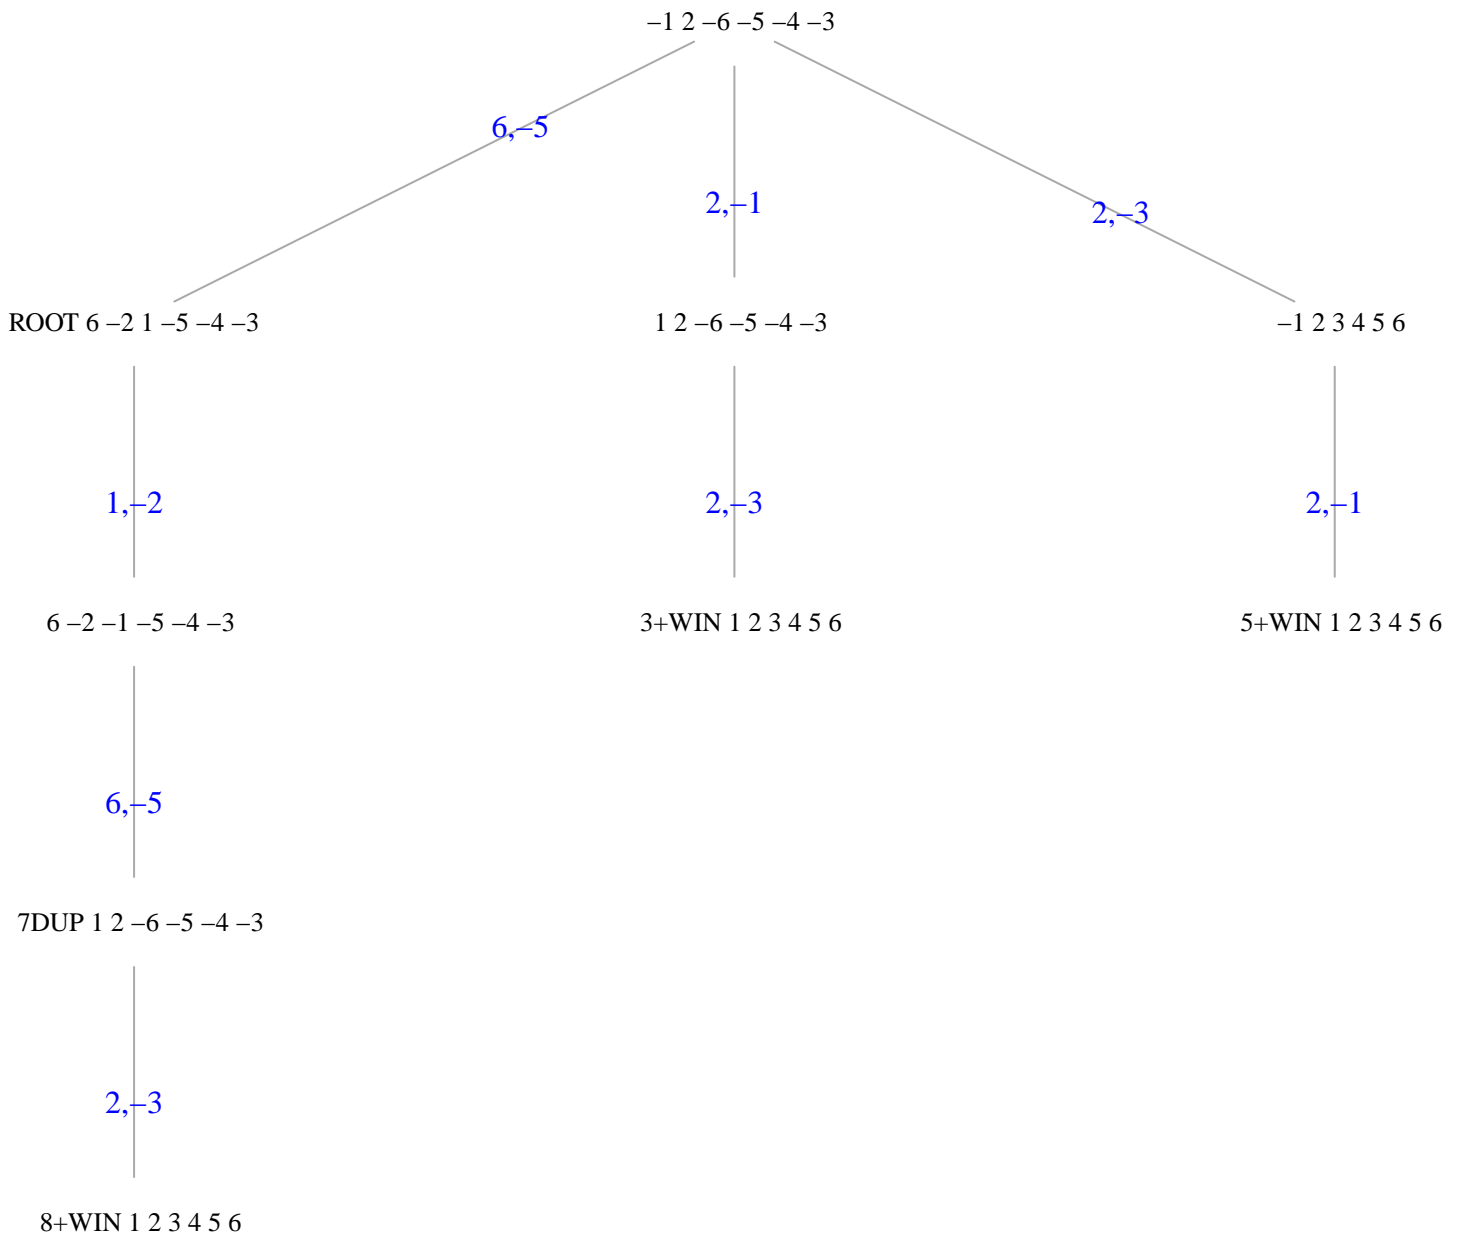 –1 2 –6 –5 –4 –3
6,–5
2,–1
2,–3
ROOT 6 –2 1 –5 –4 –3
1 2 –6 –5 –4 –3
–1 2 3 4 5 6
1,–2
2,–3
2,–1
6 –2 –1 –5 –4 –3
3+WIN 1 2 3 4 5 6
5+WIN 1 2 3 4 5 6
6,–5
7DUP 1 2 –6 –5 –4 –3
2,–3
8+WIN 1 2 3 4 5 6